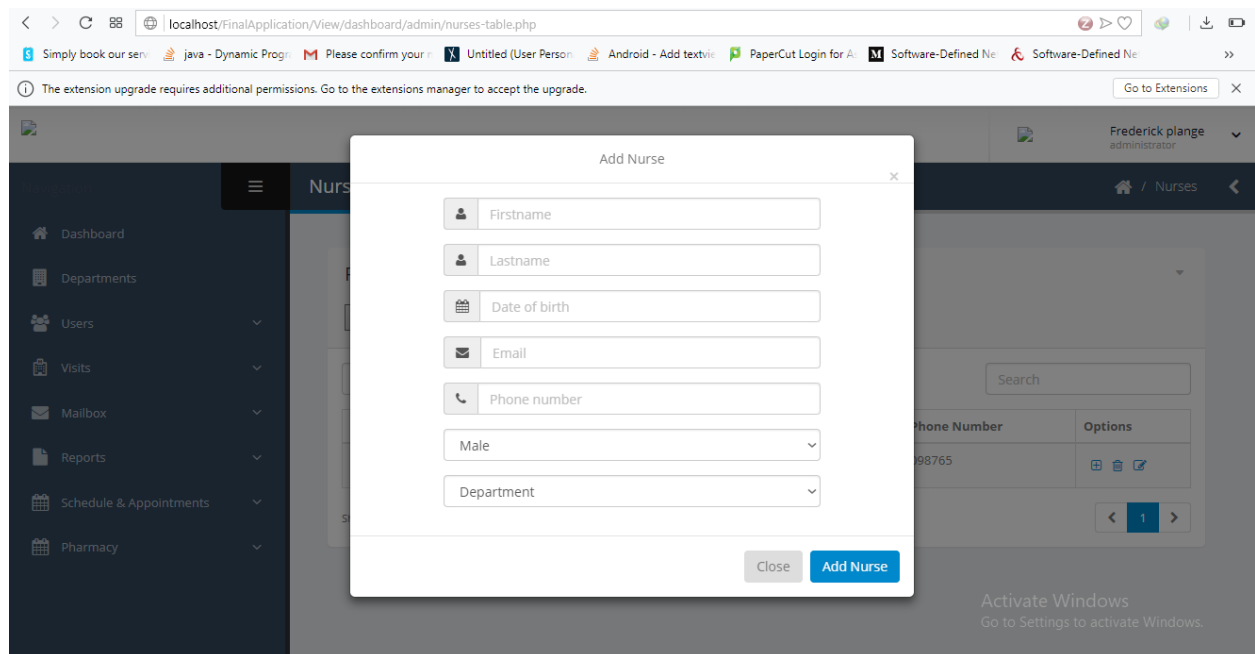 localhost/FinalApplication/View/dashboard/admin/nurses-table.php
Simply book our serv java - Dynamic Progr Please confirm your Untitled (User Person Android - Add textvie PaperCut Login for A Software-Defined Ne Software-Defined Ne
The extension upgrade requires additional permissions. Go to the extensions manager to accept the upgrade. Go to Extensions
Frederick plange
administrator
Add Nurse
×
Nurs
/ Nurses
Firstname
Dashboard
Lastname
Departments
Date of birth
Users
Email
Visits
Search
Phone number
Mailbox
Phone Number Options
Male
Reports
098765
Department
Schedule & Appointments
1
Pharmacy
Close Add Nurse
Activate Windows
Go to Settings to activate Windows.